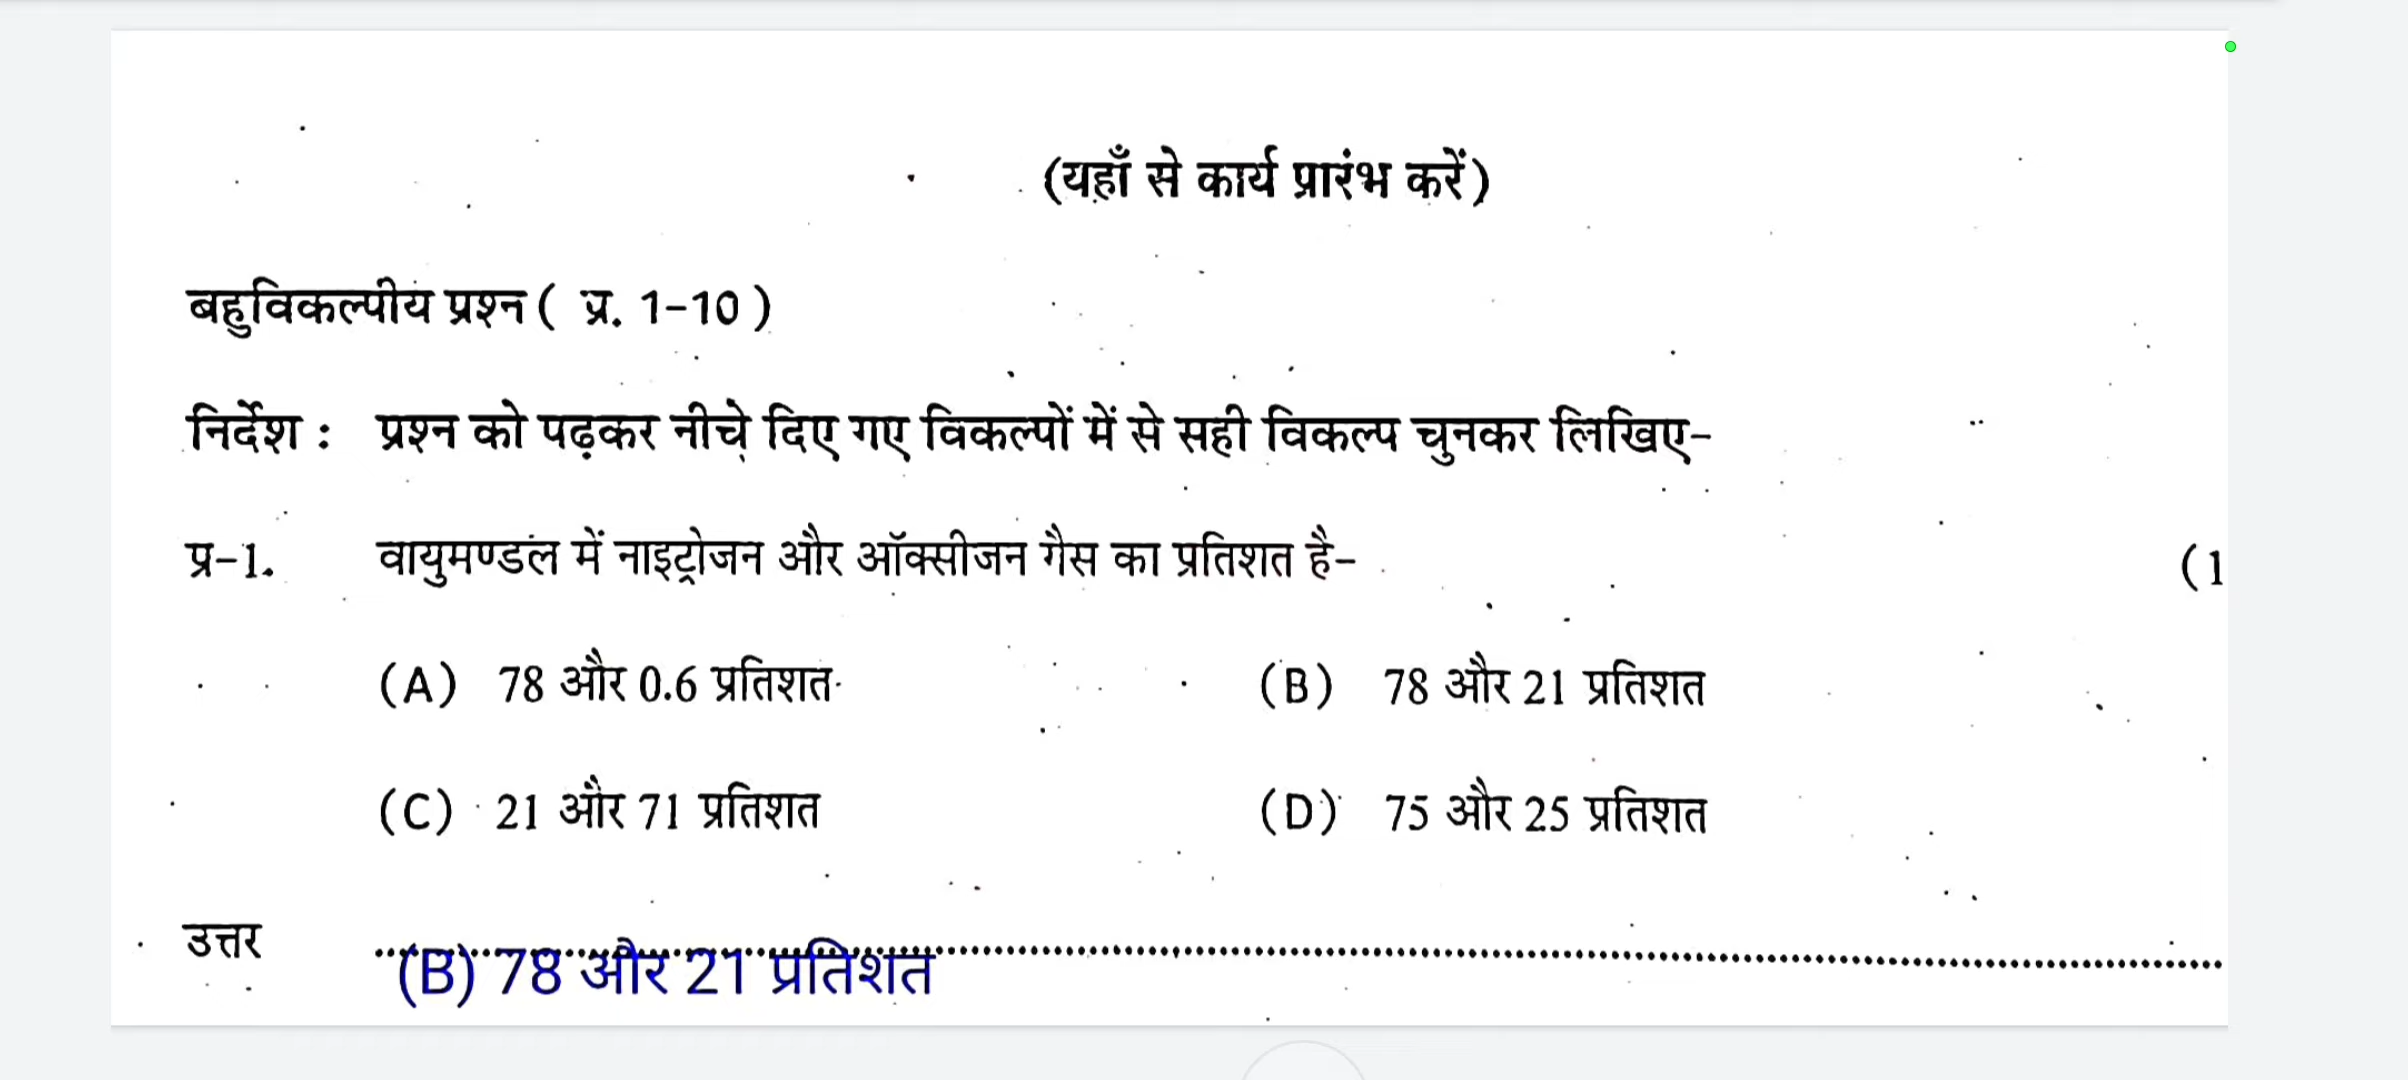 (यहाँ से कार्य प्रारंभ करें)
बहुविकल्पीय प्रश्न ( प्र. 1-10 )
निर्देश : प्रश्न को पढ़कर नीचे दिए गए विकल्पों में से सही विकल्प चुनकर लिखिए-
प्र-1. वायुमण्डल में नाइट्रोजन और ऑक्सीजन गैस का प्रतिशत है- (1
(A) 78 और 0.6 प्रतिशत (B) 78 और 21 प्रतिशत
(C) 21 और 71 प्रतिशत (D) 75 और 25 प्रतिशत
उत्तर (B) 78 और 21 प्रतिशत